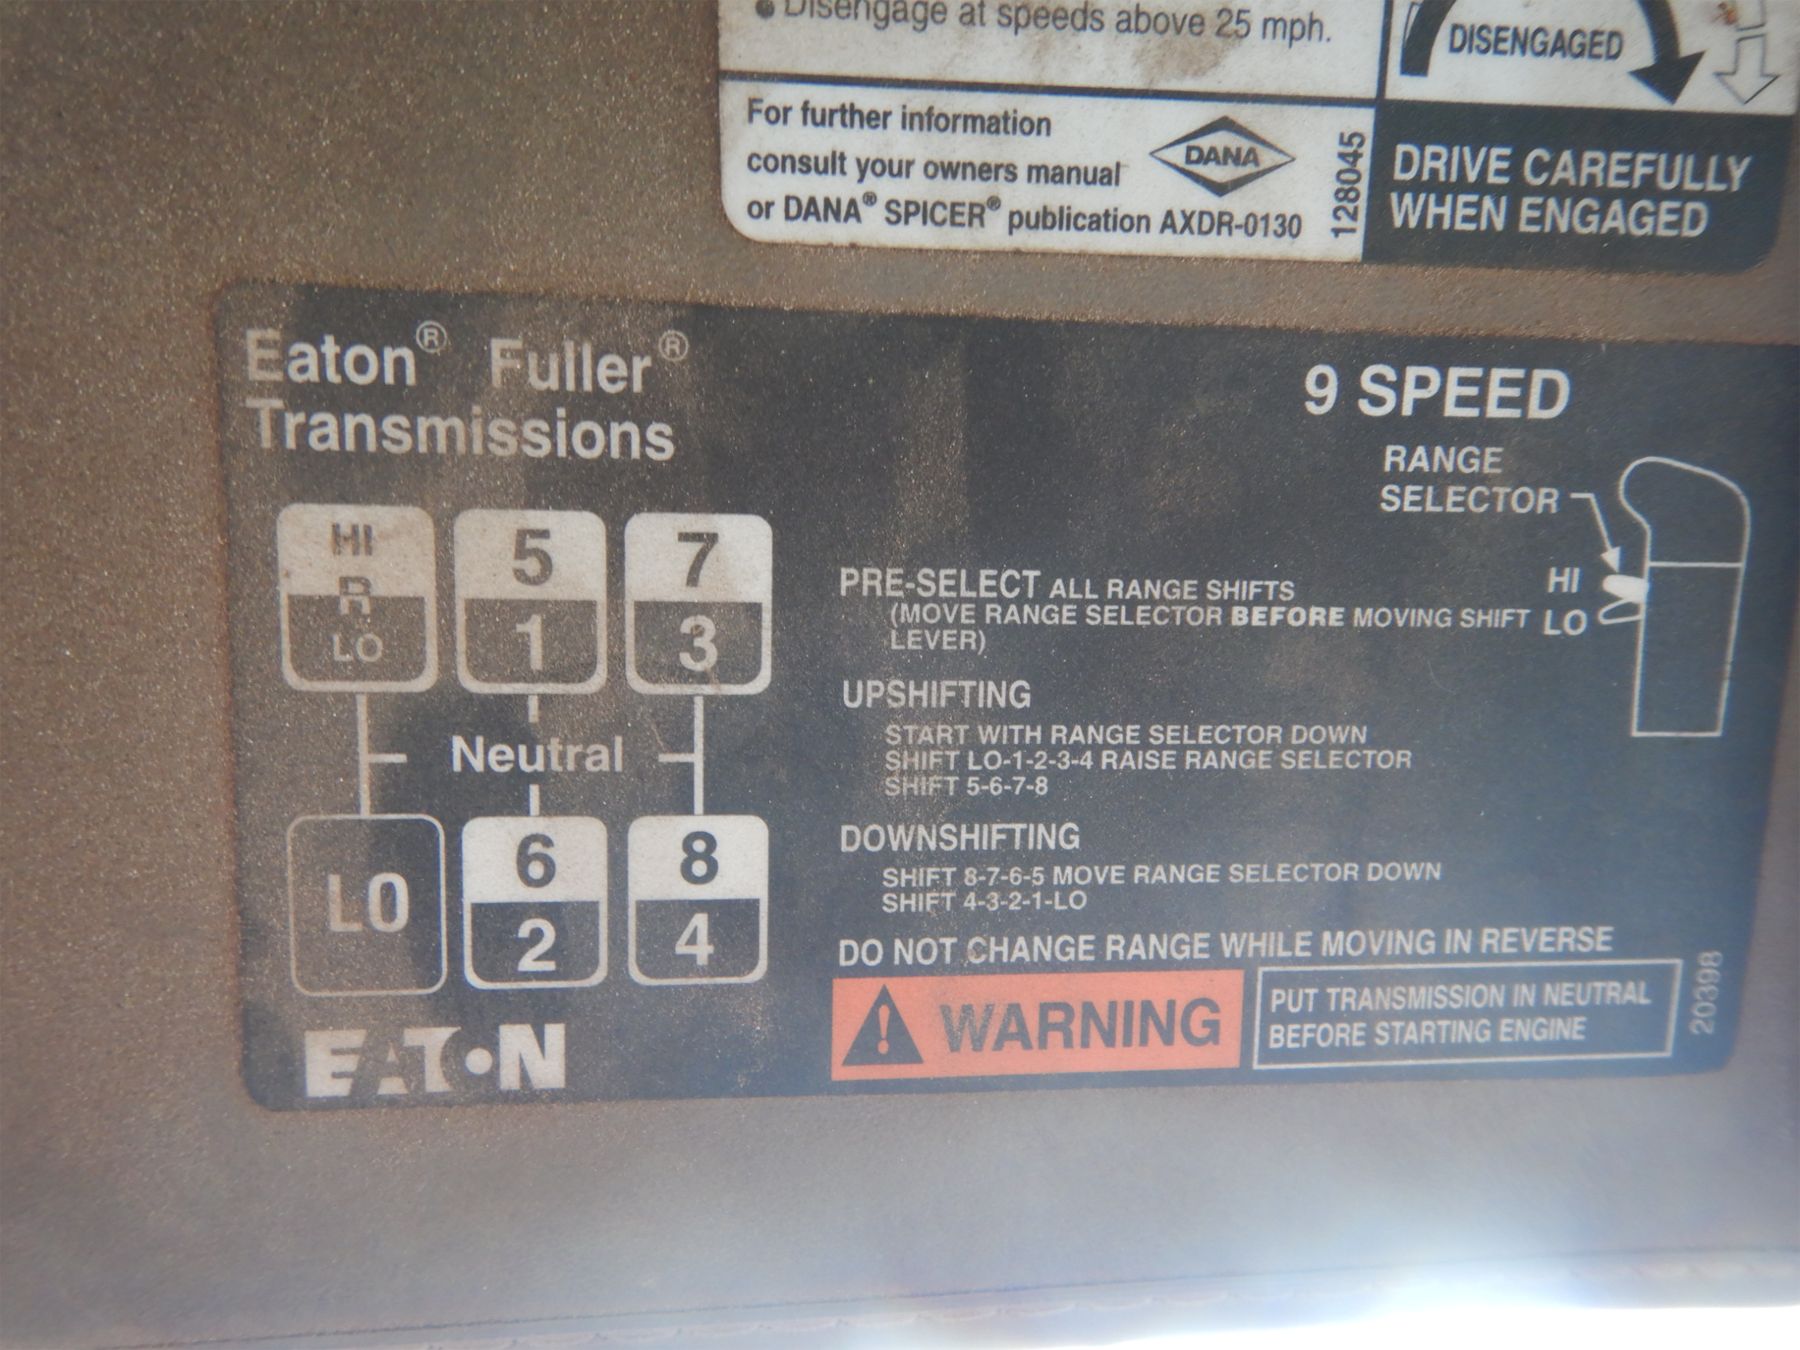 Disengage at speeds above 25 mph.
DISENGAGED
For further information
consult your owners manual
or DANA® SPICER® publication AXDR-0130
DANA
128045
DRIVE CAREFULLY
WHEN ENGAGED
Eaton® Fuller®
Transmissions
9 SPEED
RANGE
SELECTOR
HI
LO
HI
R
LO
5
1
7
3
Neutral
LO
6
2
8
4
PRE-SELECT ALL RANGE SHIFTS
(MOVE RANGE SELECTOR BEFORE MOVING SHIFT
LEVER)
UPSHIFTING
START WITH RANGE SELECTOR DOWN
SHIFT LO-1-2-3-4 RAISE RANGE SELECTOR
SHIFT 5-6-7-8
DOWNSHIFTING
SHIFT 8-7-6-5 MOVE RANGE SELECTOR DOWN
SHIFT 4-3-2-1-LO
DO NOT CHANGE RANGE WHILE MOVING IN REVERSE
WARNING
PUT TRANSMISSION IN NEUTRAL
BEFORE STARTING ENGINE
20398
EATON